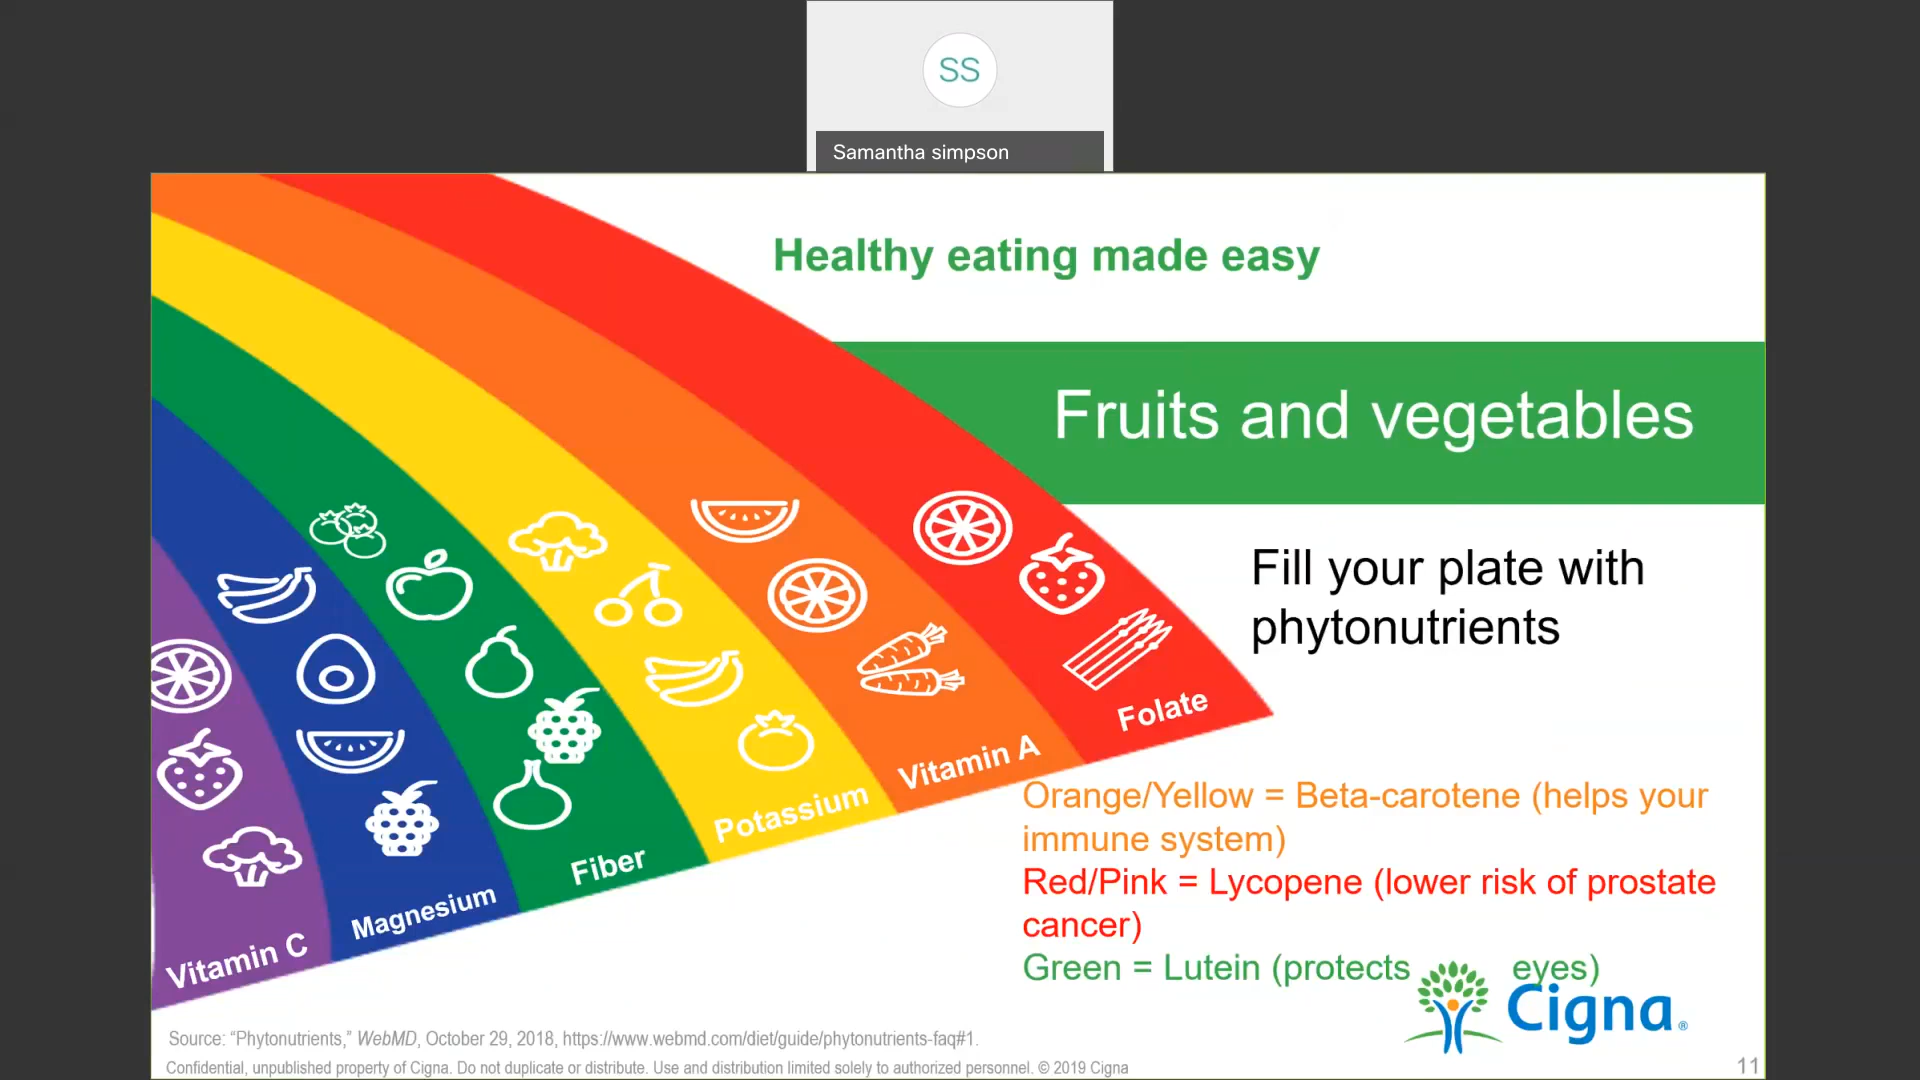 SS
Samantha simpson
Healthy eating made easy
Fruits and vegetables
Fill your plate with
phytonutrients
Folate
Vitamin A
Potassium
Fiber
Magnesium
Vitamin C
Orange/Yellow = Beta-carotene (helps your
immune system)
Red/Pink = Lycopene (lower risk of prostate
cancer)
Green = Lutein (protects eyes)
Cigna®
Source: “Phytonutrients,” WebMD, October 29, 2018, https://www.webmd.com/diet/guide/phytonutrients-faq#1.
Confidential, unpublished property of Cigna. Do not duplicate or distribute. Use and distribution limited solely to authorized personnel. © 2019 Cigna
11